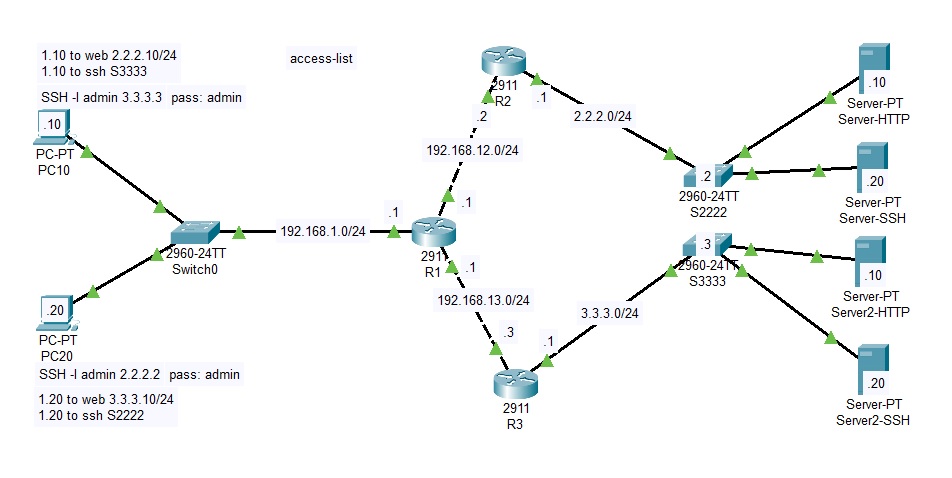 1.10 to web 2.2.2.10/24
1.10 to ssh S3333
SSH -l admin 3.3.3.3 pass: admin
access-list
.10
PC-PT
PC10
2911
R2
.1
.2
192.168.12.0/24
.1
2.2.2.0/24
.10
Server-PT
Server-HTTP
.2
2960-24TT
S2222
.20
Server-PT
Server-SSH
2960-24TT
Switch0
192.168.1.0/24
.1
2911
R1
.1
192.168.13.0/24
.3
.1
3.3.3.0/24
.3
2960-24TT
S3333
.10
Server-PT
Server2-HTTP
.20
PC-PT
PC20
SSH -l admin 2.2.2.2 pass: admin
1.20 to web 3.3.3.10/24
1.20 to ssh S2222
2911
R3
.20
Server-PT
Server2-SSH